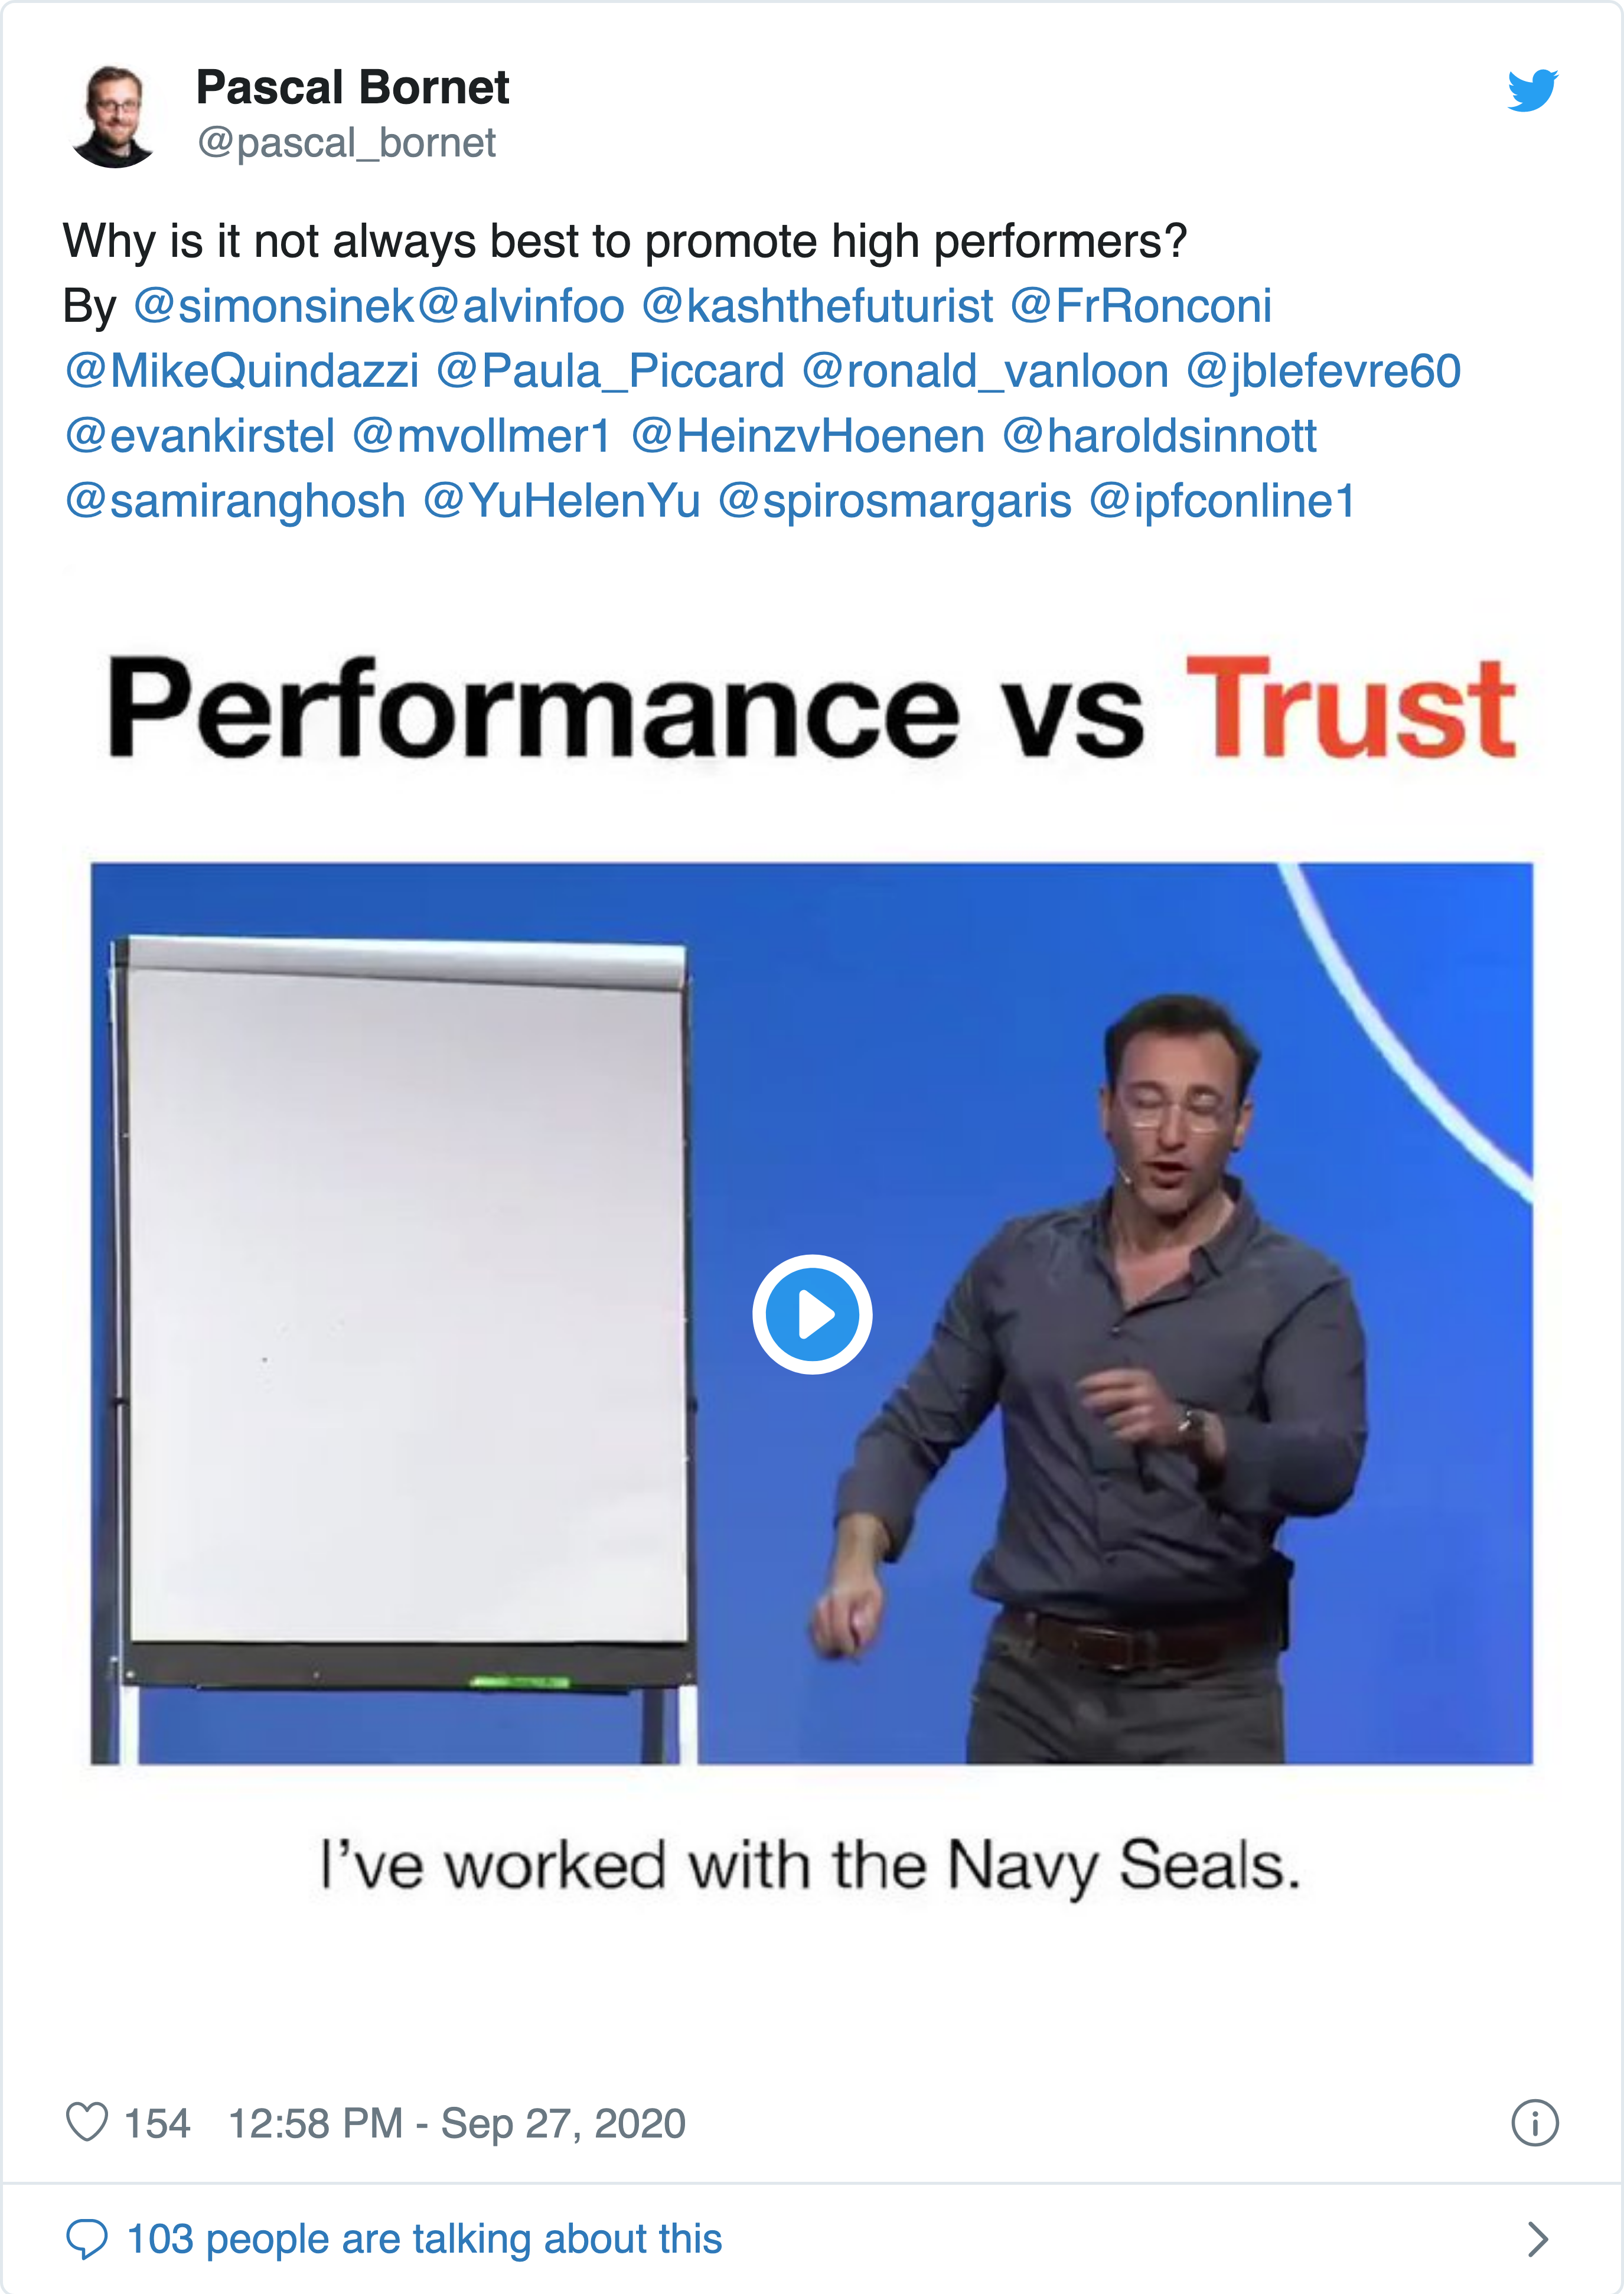 Pascal Bornet
@pascal_bornet
Why is it not always best to promote high performers?
By @simonsinek@alvinfoo @kashthefuturist @FrRonconi
@MikeQuindazzi @Paula_Piccard @ronald_vanloon @jblefevre60
@evankirstel @mvollmer1 @HeinzvHoenen @haroldsinnott
@samiranghosh @YuHelenYu @spirosmargaris @ipfconline1
Performance vs Trust
I've worked with the Navy Seals.
154 12:58 PM - Sep 27, 2020
103 people are talking about this